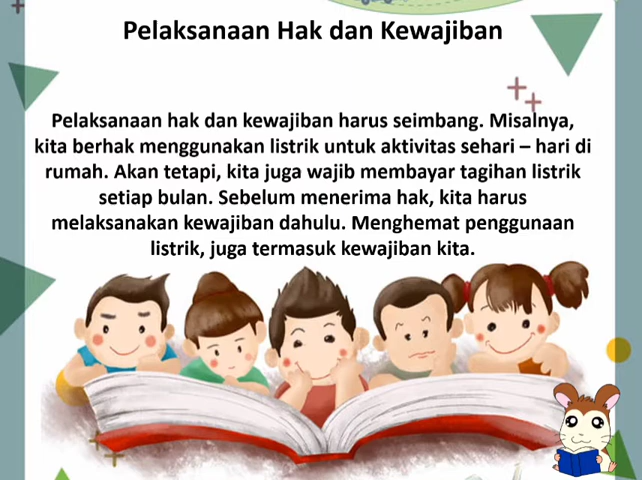 Pelaksanaan Hak dan Kewajiban
Pelaksanaan hak dan kewajiban harus seimbang. Misalnya,
kita berhak menggunakan listrik untuk aktivitas sehari – hari di
rumah. Akan tetapi, kita juga wajib membayar tagihan listrik
setiap bulan. Sebelum menerima hak, kita harus
melaksanakan kewajiban dahulu. Menghemat penggunaan
listrik, juga termasuk kewajiban kita.